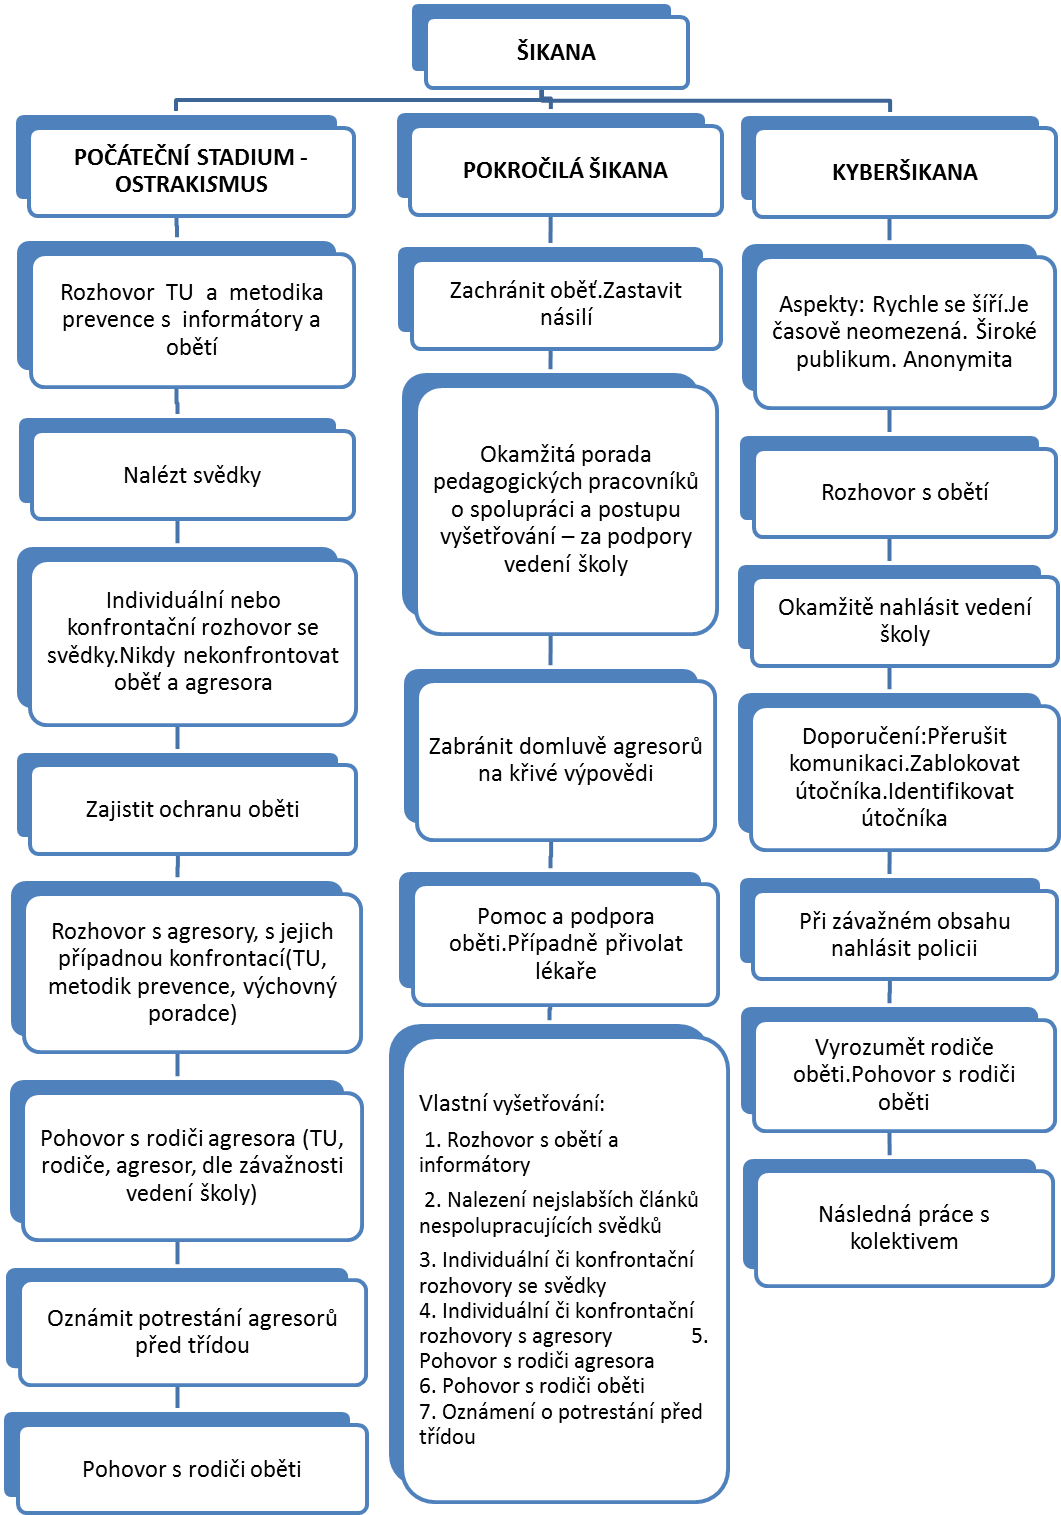 ŠIKANA
POČÁTEČNÍ STADIUM -
OSTRAKISMUS
Rozhovor TU a metodika
prevence s informátory a
obětí
Nalézt svědky
Individuální nebo
konfrontační rozhovor se
svědky.Nikdy nekonfrontovat
oběť a agresora
Zajistit ochranu oběti
Rozhovor s agresory, s jejich
případnou konfrontací(TU,
metodik prevence, výchovný
poradce)
Pohovor s rodiči agresora (TU,
rodiče, agresor, dle závažnosti
vedení školy)
Oznámit potrestání agresorů
před třídou
Pohovor s rodiči oběti
POKROČILÁ ŠIKANA
Zachránit oběť.Zastavit
násilí
Okamžitá porada
pedagogických pracovníků
o spolupráci a postupu
vyšetřování – za podpory
vedení školy
Zabránit domluvě agresorů
na křivé výpovědi
Pomoc a podpora
oběti.Případně přivolat
lékaře
Vlastní vyšetřování:
1. Rozhovor s obětí a
informátory
2. Nalezení nejslabších článků
nespolupracujících svědků
3. Individuální či konfrontační
rozhovory se svědky
4. Individuální či konfrontační
rozhovory s agresory 5.
Pohovor s rodiči agresora
6. Pohovor s rodiči oběti
7. Oznámení o potrestání před
třídou
KYBERŠIKANA
Aspekty: Rychle se šíří.Je
časově neomezená. Široké
publikum. Anonymita
Rozhovor s obětí
Okamžitě nahlásit vedení
školy
Doporučení:Přerušit
komunikaci.Zablokovat
útočníka.Identifikovat
útočníka
Při závažném obsahu
nahlásit policii
Vyrozumět rodiče
oběti.Pohovor s rodiči
oběti
Následná práce s
kolektivem